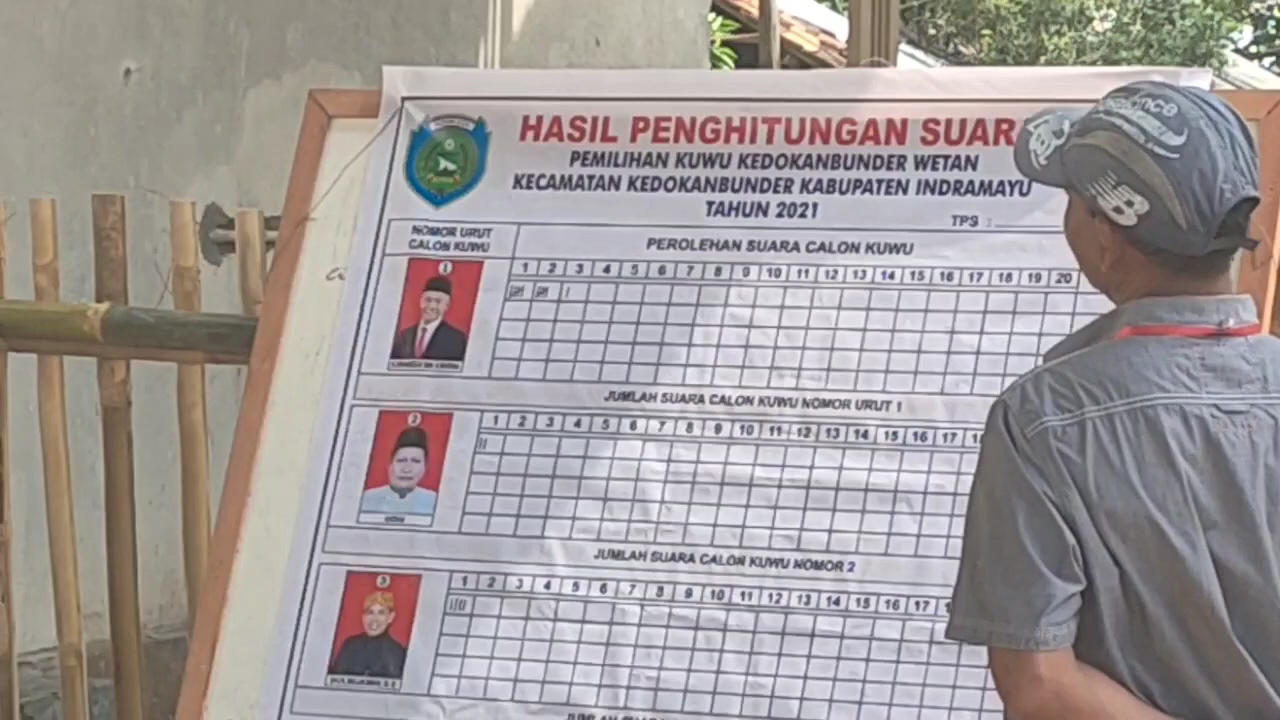 HASIL PENGHITUNGAN SUAR
PEMILIHAN KUWU KEDOKANBUNDER WETAN
KECAMATAN KEDOKANBUNDER KABUPATEN INDRAMAYU
TAHUN 2021
TPS :
NOMOR URUT
CALON KUWU
PEROLEHAN SUARA CALON KUWU
1 2 3 4 5 6 7 8 9 10 11 12 13 14 15 16 17 18 19 20
1
JUMLAH SUARA CALON KUWU NOMOR URUT 1
1 2 3 4 5 6 7 8 9 10 11 12 13 14 15 16 17
2
JUMLAH SUARA CALON KUWU NOMOR 2
1 2 3 4 5 6 7 8 9 10 11 12 13 14 15 16 17
3